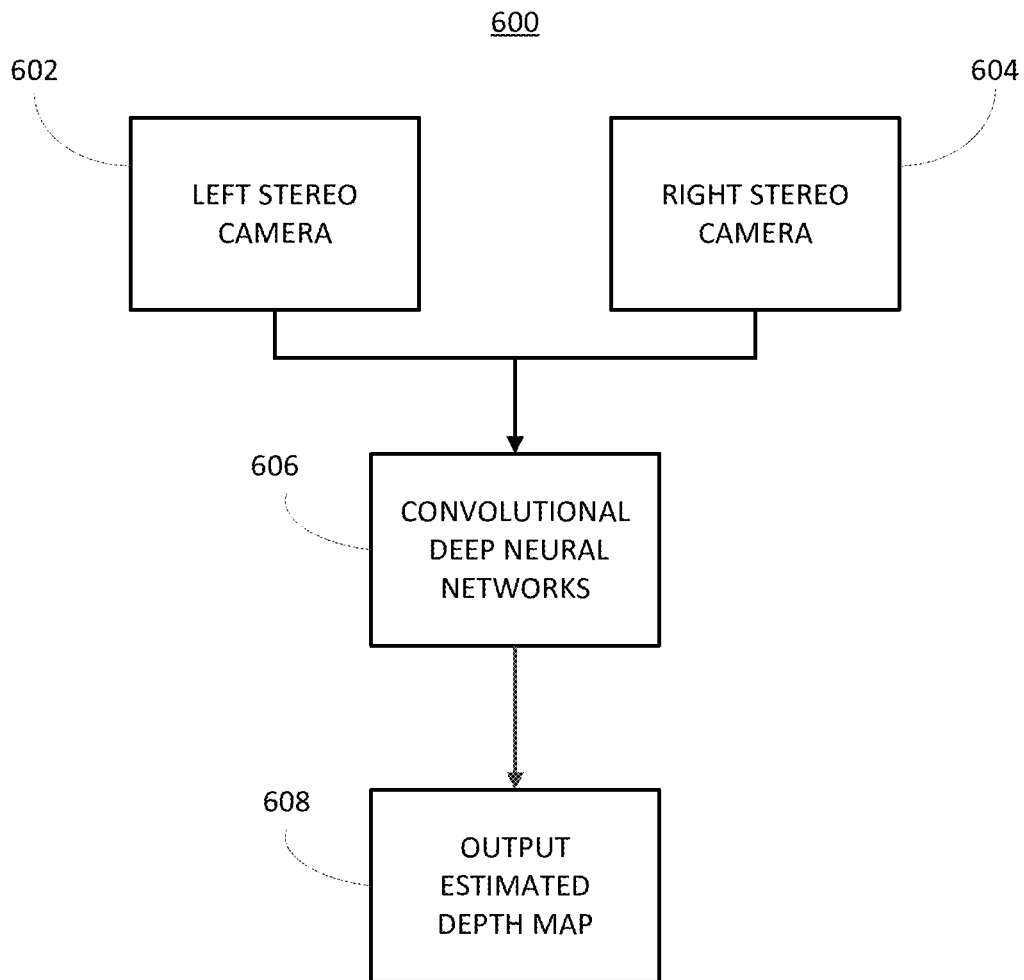 600
602
604
LEFT STEREO
CAMERA
RIGHT STEREO
CAMERA
606
CONVOLUTIONAL
DEEP NEURAL
NETWORKS
608
OUTPUT
ESTIMATED
DEPTH MAP